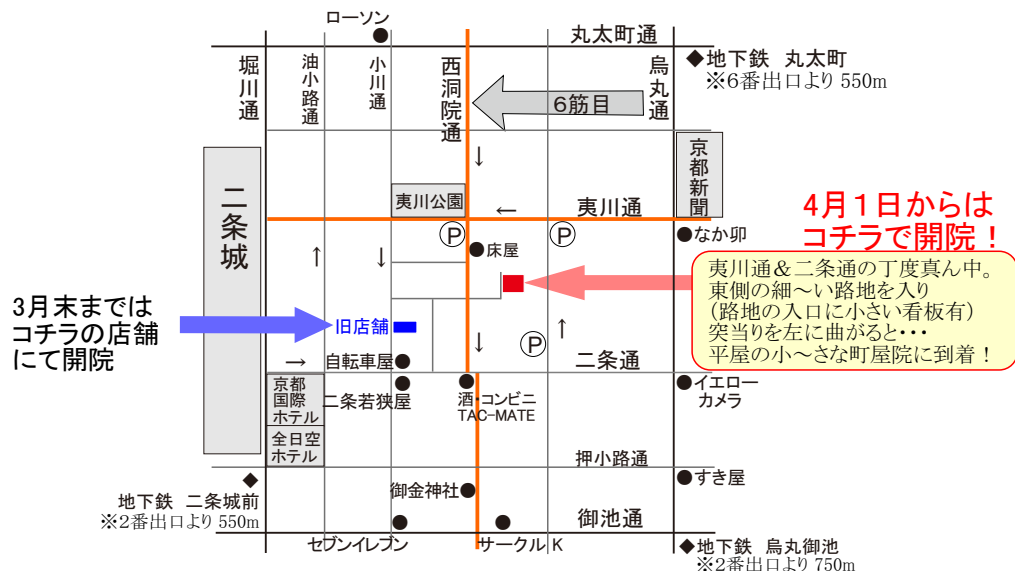 ローソン
丸太町通
◆地下鉄 丸太町
※6番出口より 550m
堀川通
油小路通
小川通
西洞院通
烏丸通
6筋目
↓
京都新聞
二条城
夷川公園
←
夷川通
4月1日からは
コチラで開院!
P
P
なか卯
床屋
↑
↓
夷川通&二条通の丁度真ん中。
東側の細~い路地を入り
(路地の入口に小さい看板有)
突当りを左に曲がると・・・
平屋の小~さな町屋院に到着!
3月末までは
コチラの店舗
にて開院
旧店舗
↓
P
↑
→
自転車屋
二条通
京都
国際
ホテル
二条若狭屋
酒・コンビニ
TAC-MATE
イエロー
カメラ
全日空
ホテル
押小路通
すき屋
◆
地下鉄 二条城前
※2番出口より 550m
御金神社
御池通
セブンイレブン
サークルK
◆地下鉄 烏丸御池
※2番出口より 750m